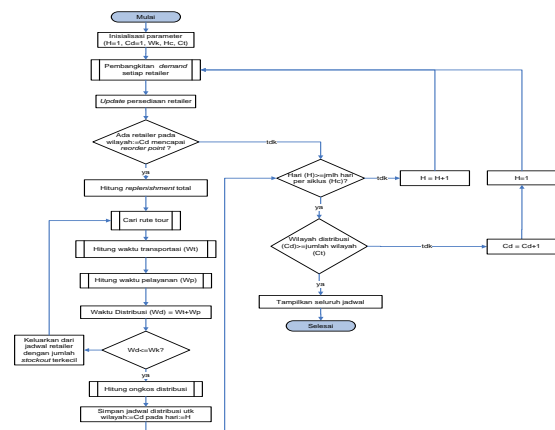 Mulai
Inisialisasi parameter
(H=1, Cd=1, Wk, Hc, Ct)
Pembangkitan demand
setiap retailer
Update persediaan retailer
Ada retailer pada
wilayah:=Cd mencapai
reorder point ?
tdk
ya
Hitung replenishment total
Cari rute tour
Hitung waktu transportasi (Wt)
Hitung waktu pelayanan (Wp)
Waktu Distribusi (Wd) = Wt+Wp
Wd<=Wk?
Keluarkan dari
jadwal retailer
dengan jumlah
stockout terkecil
ya
Hitung ongkos distribusi
Simpan jadwal distribusi utk
wilayah:=Cd pada hari:=H
Hari (H)>=jmlh hari
per siklus (Hc)?
tdk
H = H+1
H=1
ya
Wilayah distribusi
(Cd)>=jumlah wilayah
(Ct)
tdk
Cd = Cd+1
ya
Tampilkan seluruh jadwal
Selesai